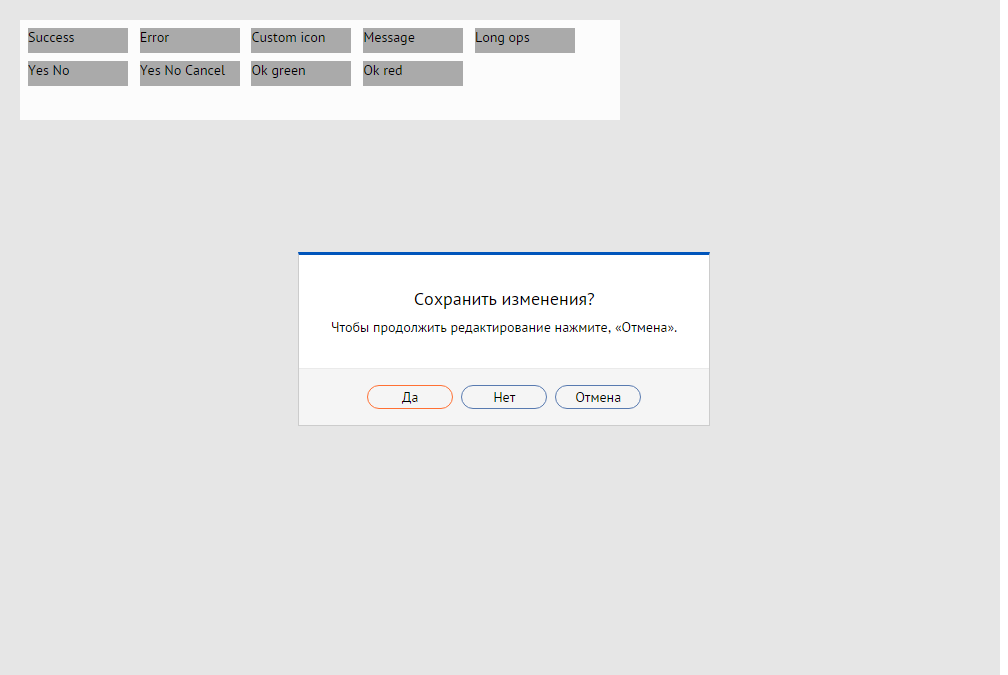 Success Error Custom icon Message Long ops
Yes No Yes No Cancel Ok green Ok red
Сохранить изменения?
Чтобы продолжить редактирование нажмите, «Отмена».
Да Нет Отмена